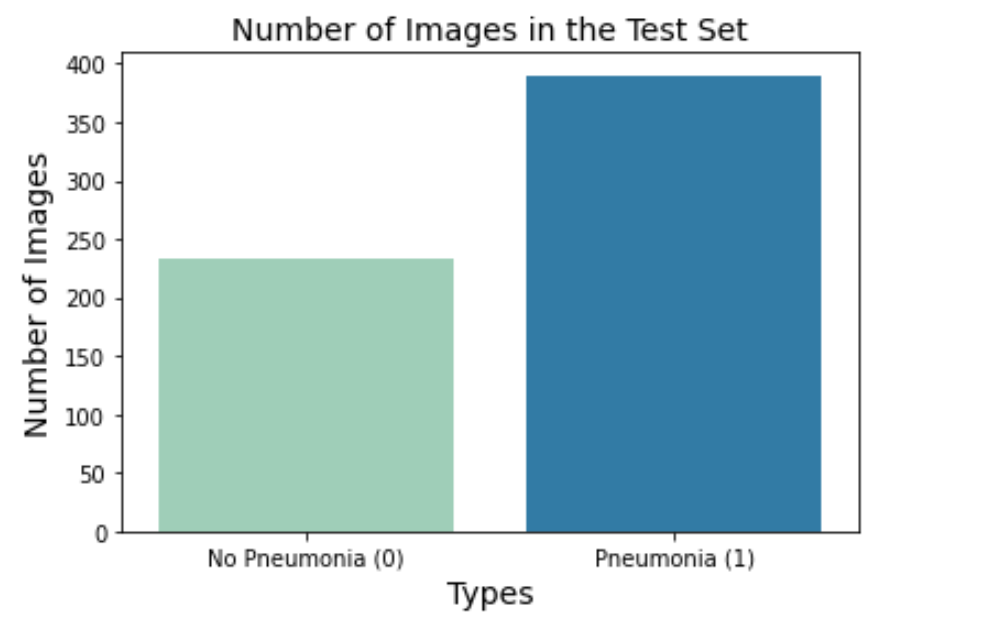 Number of Images in the Test Set
Number of Images
400
350
300
250
200
150
100
50
0
No Pneumonia (0)
Pneumonia (1)
Types